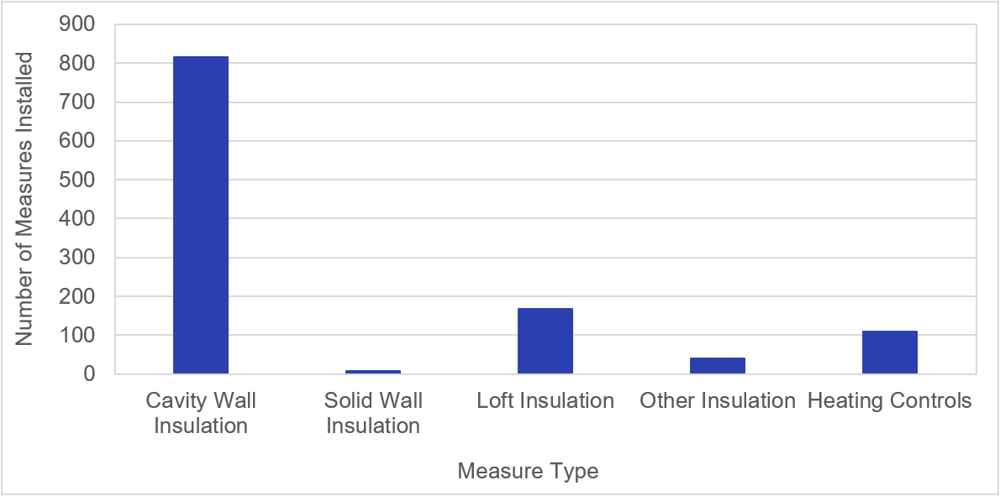 900
800
700
600
500
400
300
200
100
0
Number of Measures Installed
Cavity Wall
Insulation
Solid Wall
Insulation
Loft Insulation
Other Insulation
Heating Controls
Measure Type